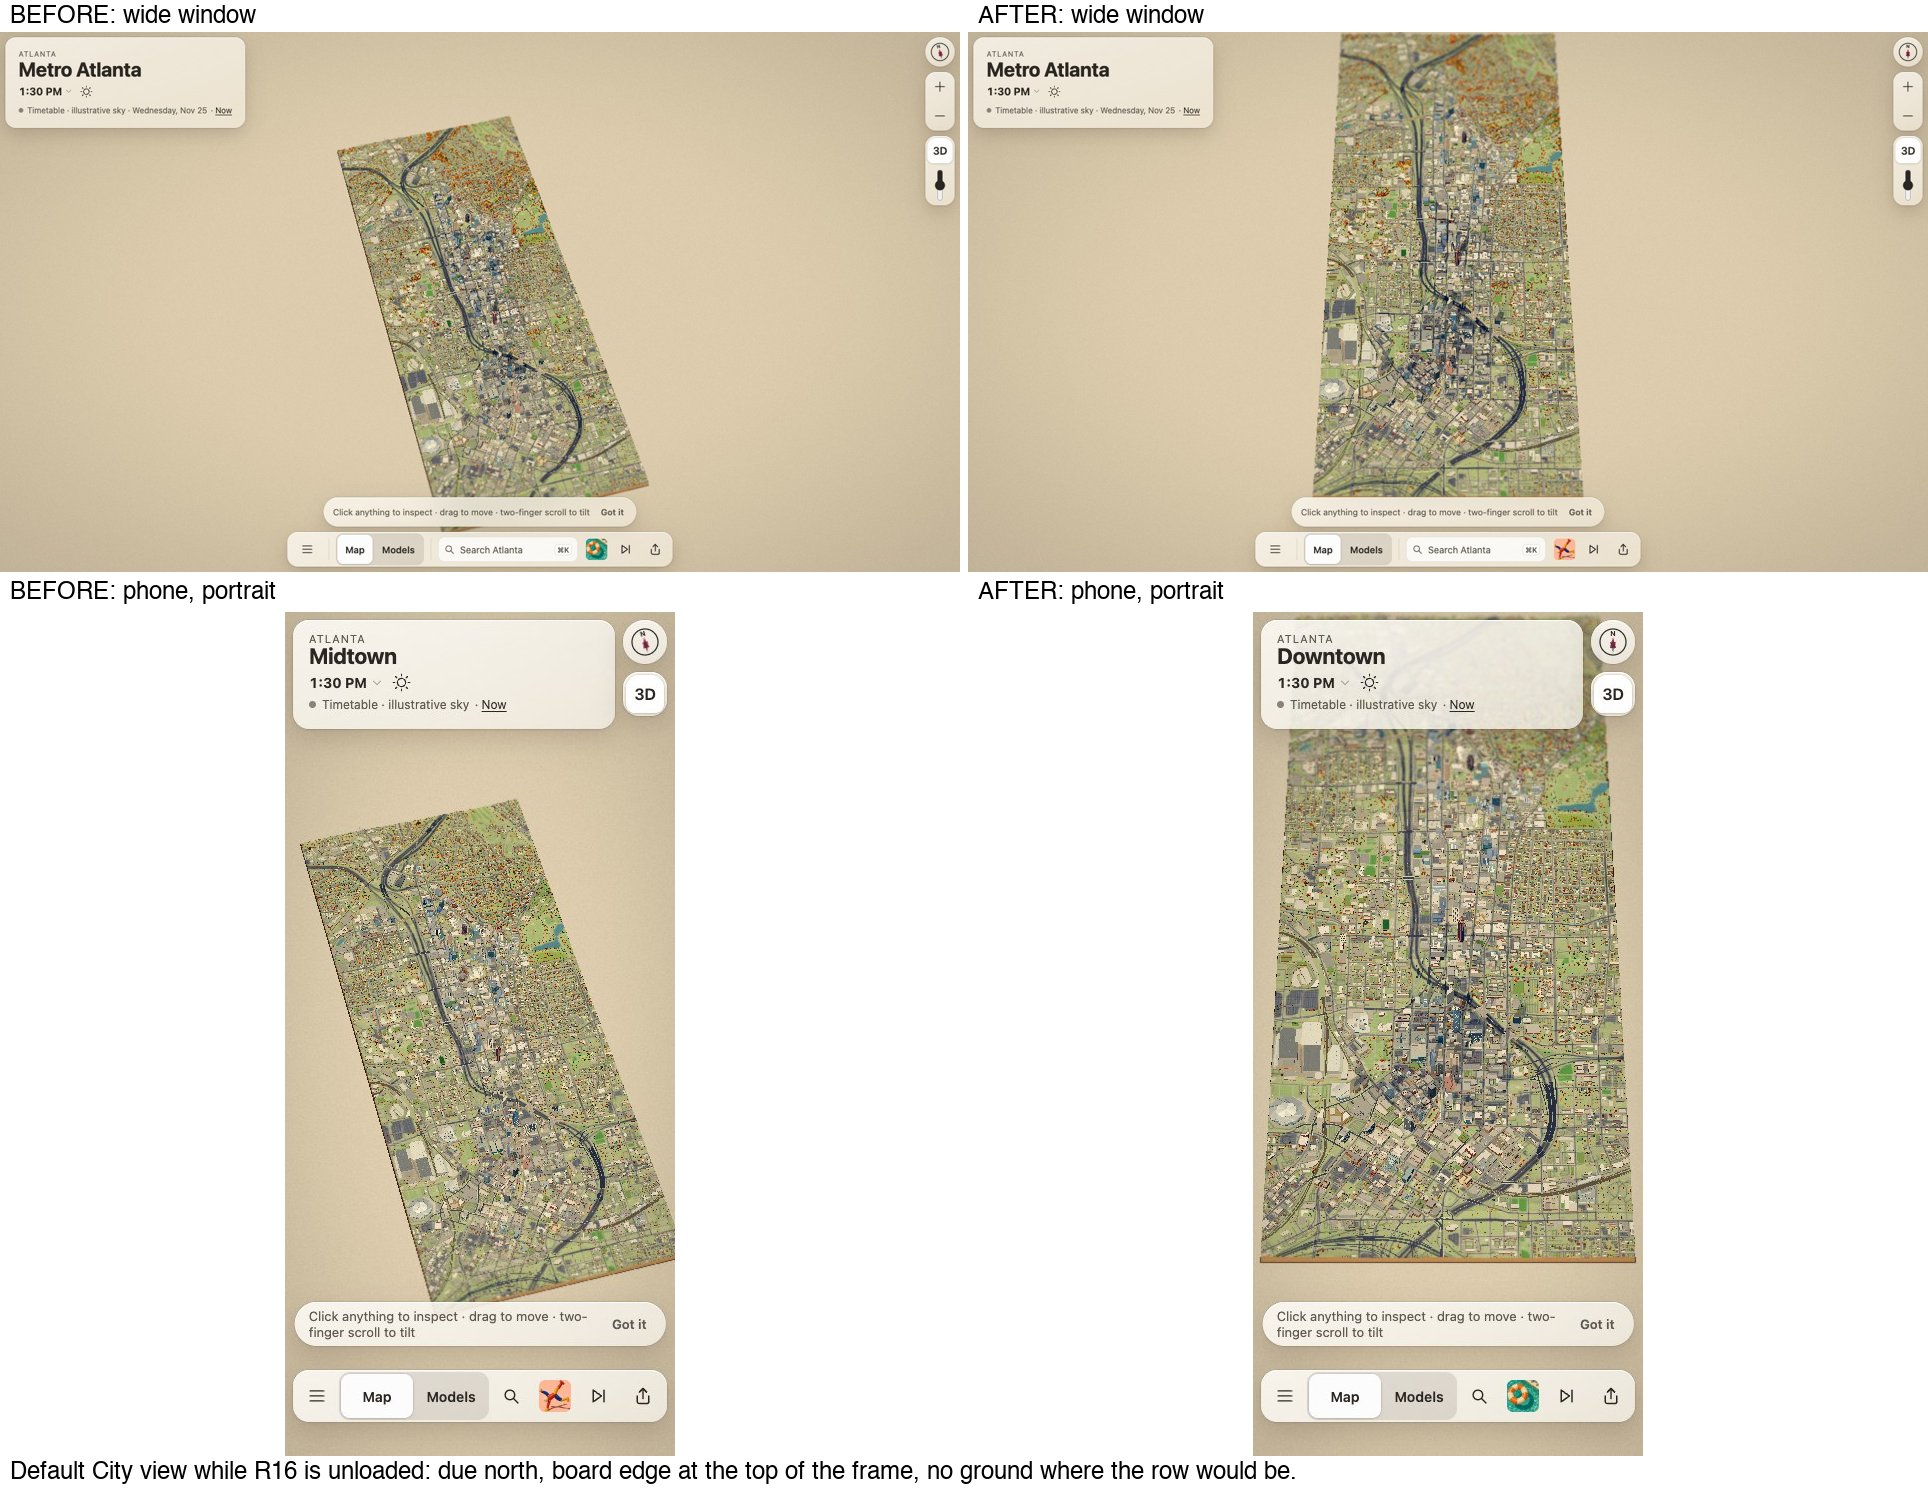 BEFORE: wide window
AFTER: wide window
ATLANTA
Metro Atlanta
1:30 PM
Timetable · illustrative sky · Wednesday, Nov 25 · Now
N
+
−
3D
Click anything to inspect · drag to move · two-finger scroll to tilt Got it
Map Models Search Atlanta ⌘K
ATLANTA
Metro Atlanta
1:30 PM
Timetable · illustrative sky · Wednesday, Nov 25 · Now
N
+
−
3D
Click anything to inspect · drag to move · two-finger scroll to tilt Got it
Map Models Search Atlanta ⌘K
BEFORE: phone, portrait
AFTER: phone, portrait
ATLANTA
Midtown
1:30 PM
Timetable · illustrative sky · Now
N
3D
Click anything to inspect · drag to move · two-
finger scroll to tilt
Got it
Map Models
ATLANTA
Downtown
1:30 PM
Timetable · illustrative sky · Now
N
3D
Click anything to inspect · drag to move · two-
finger scroll to tilt
Got it
Map Models
Default City view while R16 is unloaded: due north, board edge at the top of the frame, no ground where the row would be.